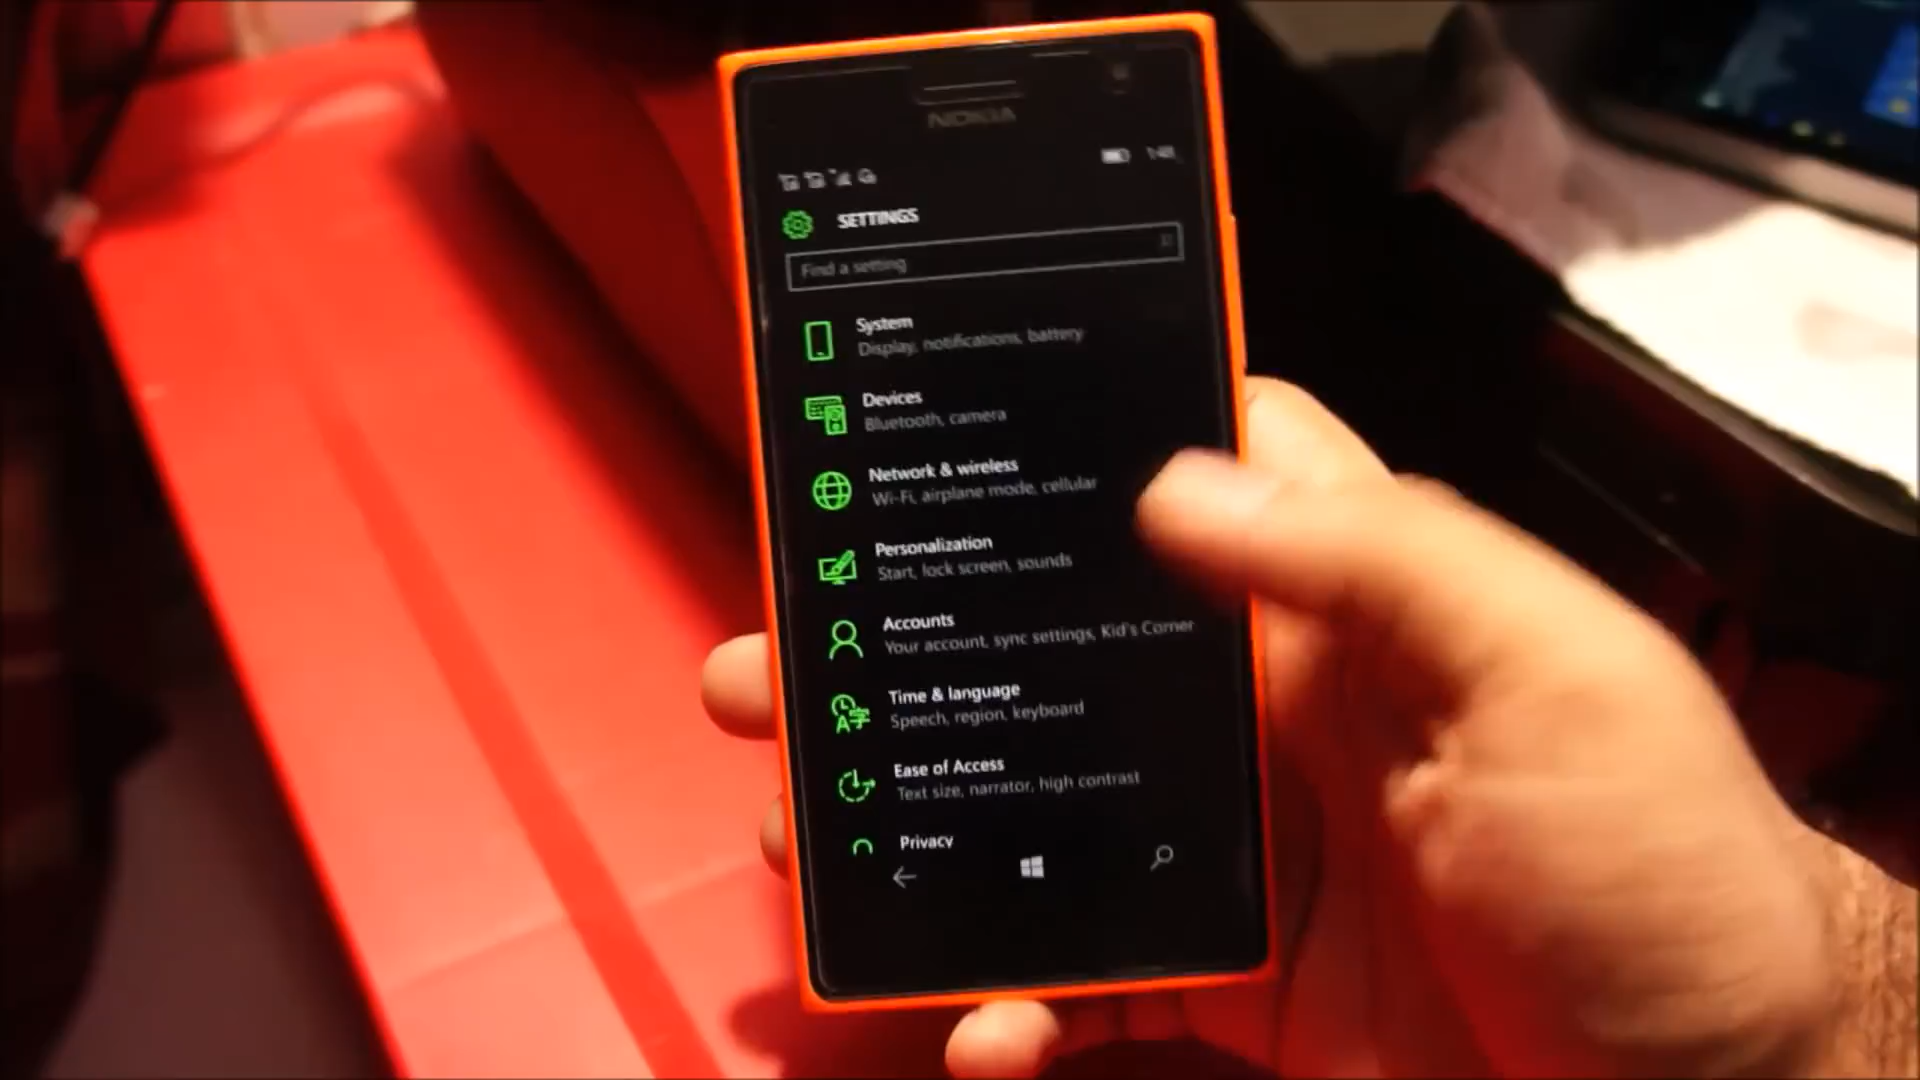 NOKIA
1:48
SETTINGS
Find a setting
System
Display, notifications, battery
Devices
Bluetooth, camera
Network & wireless
Wi-Fi, airplane mode, cellular
Personalization
Start, lock screen, sounds
Accounts
Your account, sync settings, Kid's Corner
Time & language
Speech, region, keyboard
Ease of Access
Text size, narrator, high contrast
Privacy